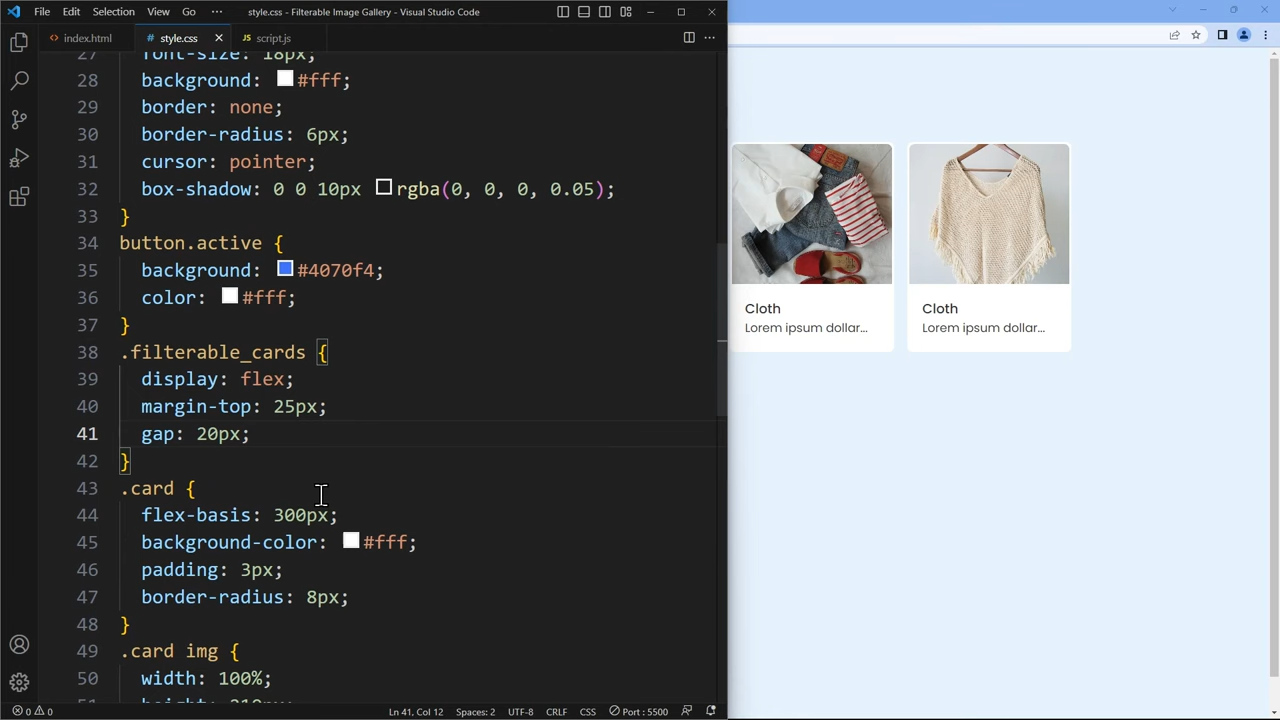 File Edit Selection View Go ··· style.css - Filterable Image Gallery - Visual Studio Code
<> index.html # style.css × JS script.js
27 font-size: 18px;
28 background: #fff;
29 border: none;
30 border-radius: 6px;
31 cursor: pointer;
32 box-shadow: 0 0 10px rgba(0, 0, 0, 0.05);
33 }
34 button.active {
35 background: #4070f4;
36 color: #fff;
37 }
38 .filterable_cards {
39 display: flex;
40 margin-top: 25px;
41 gap: 20px;
42 }
43 .card {
44 flex-basis: 300px;
45 background-color: #fff;
46 padding: 3px;
47 border-radius: 8px;
48 }
49 .card img {
50 width: 100%;
0 0 Ln 41, Col 12 Spaces: 2 UTF-8 CRLF CSS Port : 5500
Cloth
Lorem ipsum dollar...
Cloth
Lorem ipsum dollar...